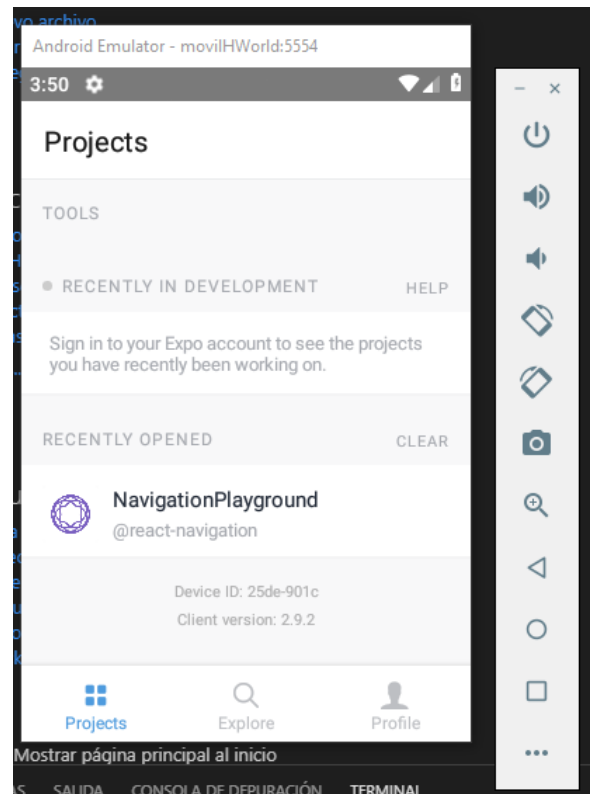 vo archivo
Android Emulator - movilHWorld:5554
3:50
Projects
TOOLS
RECENTLY IN DEVELOPMENT HELP
Sign in to your Expo account to see the projects
you have recently been working on.
RECENTLY OPENED CLEAR
NavigationPlayground
@react-navigation
Device ID: 25de-901c
Client version: 2.9.2
Projects Explore Profile
Mostrar página principal al inicio
SALIDA CONSOLA DE DEPURACIÓN TERMINAL